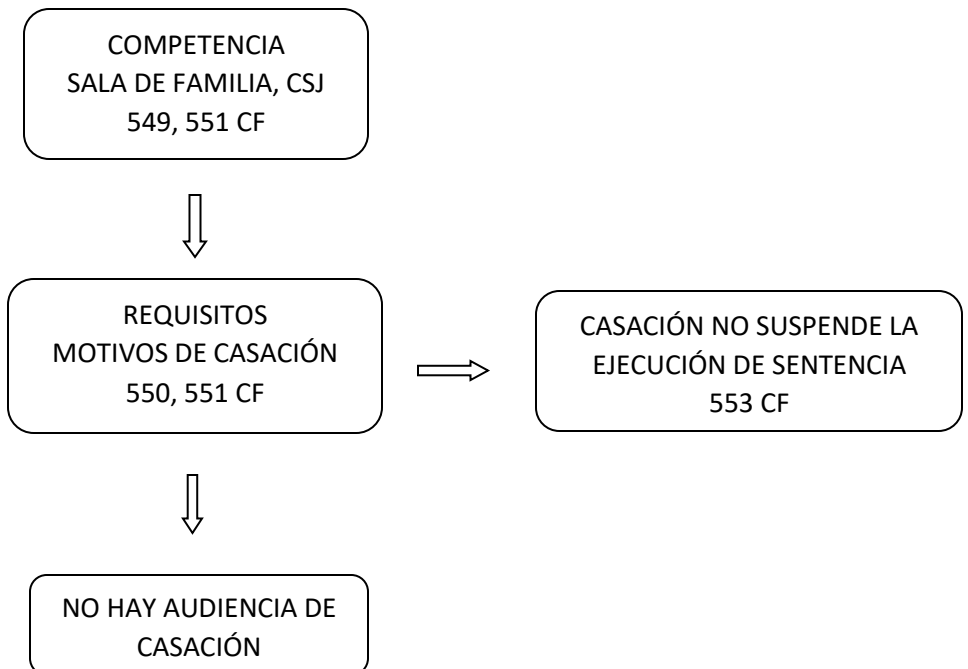 COMPETENCIA
SALA DE FAMILIA, CSJ
549, 551 CF
REQUISITOS
MOTIVOS DE CASACIÓN
550, 551 CF
CASACIÓN NO SUSPENDE LA
EJECUCIÓN DE SENTENCIA
553 CF
NO HAY AUDIENCIA DE
CASACIÓN